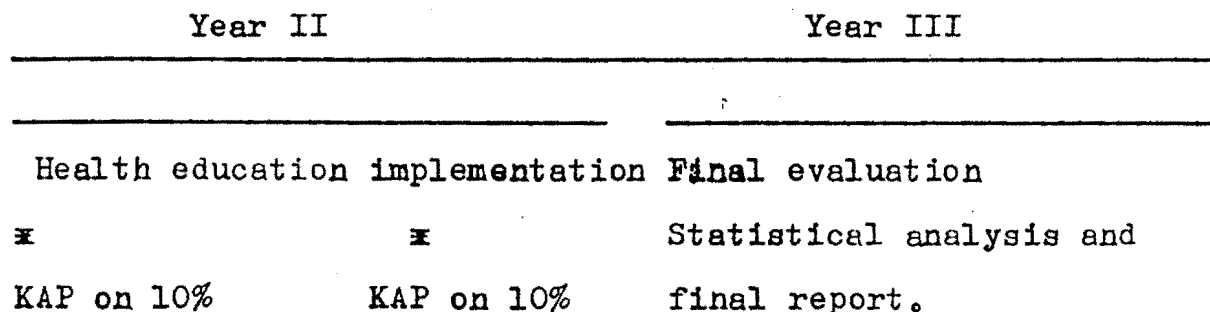 Year II Year III
Health education implementation Final evaluation
* * Statistical analysis and
KAP on 10% KAP on 10% final report.